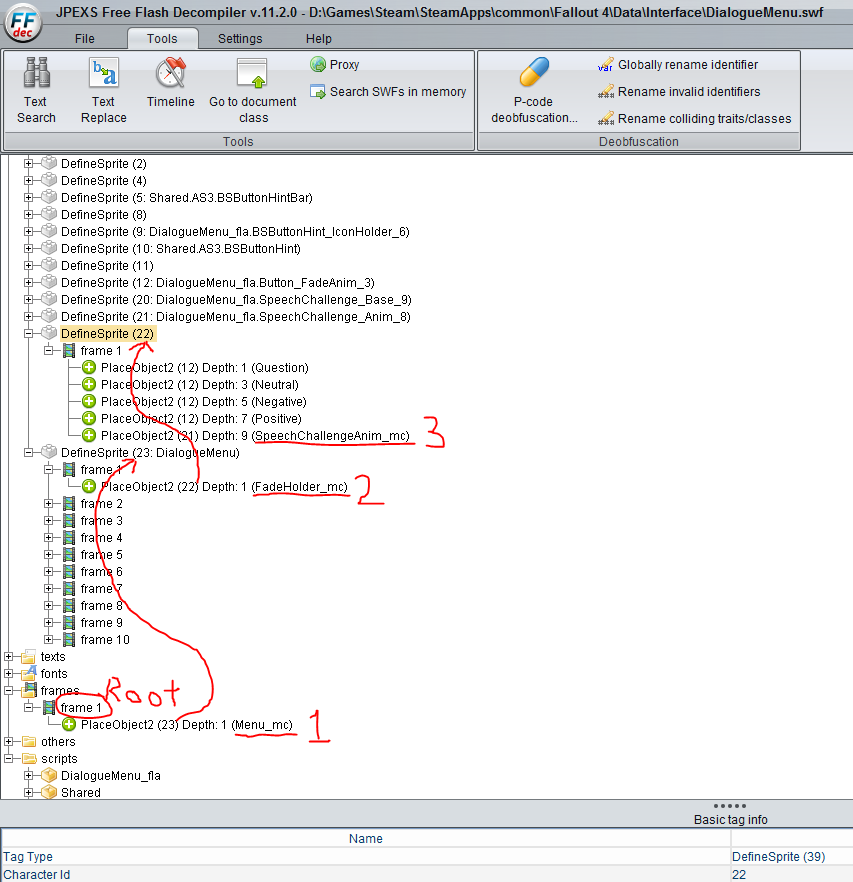 FF
dec
JPEXS Free Flash Decompiler v.11.2.0 - D:\Games\Steam\SteamApps\common\Fallout 4\Data\Interface\DialogueMenu.swf
File Tools Settings Help
Text Search
Text Replace
Timeline
Go to document class
Proxy
Search SWFs in memory
Tools
P-code deobfuscation...
Globally rename identifier
Rename invalid identifiers
Rename colliding traits/classes
Deobfuscation
DefineSprite (2)
DefineSprite (4)
DefineSprite (5: Shared.AS3.BSButtonHintBar)
DefineSprite (8)
DefineSprite (9: DialogueMenu_fla.BSButtonHint_IconHolder_6)
DefineSprite (10: Shared.AS3.BSButtonHint)
DefineSprite (11)
DefineSprite (12: DialogueMenu_fla.Button_FadeAnim_3)
DefineSprite (20: DialogueMenu_fla.SpeechChallenge_Base_9)
DefineSprite (21: DialogueMenu_fla.SpeechChallenge_Anim_8)
DefineSprite (22)
frame 1
PlaceObject2 (12) Depth: 1 (Question)
PlaceObject2 (12) Depth: 3 (Neutral)
PlaceObject2 (12) Depth: 5 (Negative)
PlaceObject2 (12) Depth: 7 (Positive)
PlaceObject2 (21) Depth: 9 (SpeechChallengeAnim_mc) 3
DefineSprite (23: DialogueMenu)
frame 1
PlaceObject2 (22) Depth: 1 (FadeHolder_mc) 2
frame 2
frame 3
frame 4
frame 5
frame 6
frame 7
frame 8
frame 9
frame 10
texts
fonts
frames Root
frame 1
PlaceObject2 (23) Depth: 1 (Menu_mc) 1
others
scripts
DialogueMenu_fla
Shared
Basic tag info
Name
Tag Type DefineSprite (39)
Character Id 22